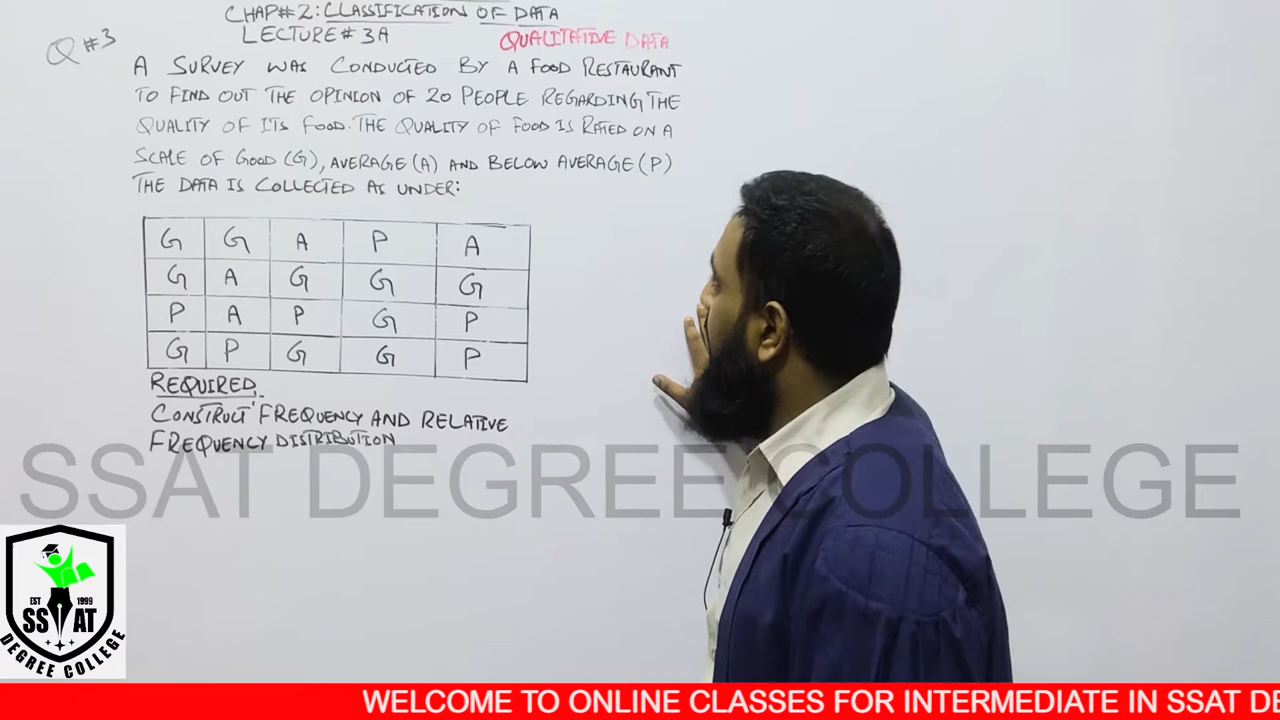 CHAP#2: CLASSIFICATION OF DATA
LECTURE# 3A
QUALITATIVE DATA
Q #3
A SURVEY WAS CONDUCTED BY A FOOD RESTAURANT
TO FIND OUT THE OPINION OF 20 PEOPLE REGARDING THE
QUALITY OF ITS FOOD. THE QUALITY OF FOOD IS RATED ON A
SCALE OF GOOD (G), AVERAGE (A) AND BELOW AVERAGE (P)
THE DATA IS COLLECTED AS UNDER:
G G A P A
G A G G G
P A P G P
G P G G P
REQUIRED
CONSTRUCT FREQUENCY AND RELATIVE
FREQUENCY DISTRIBUTION
SSAT DEGREE COLLEGE
EST 1999
SSAT
DEGREE COLLEGE
WELCOME TO ONLINE CLASSES FOR INTERMEDIATE IN SSAT DE